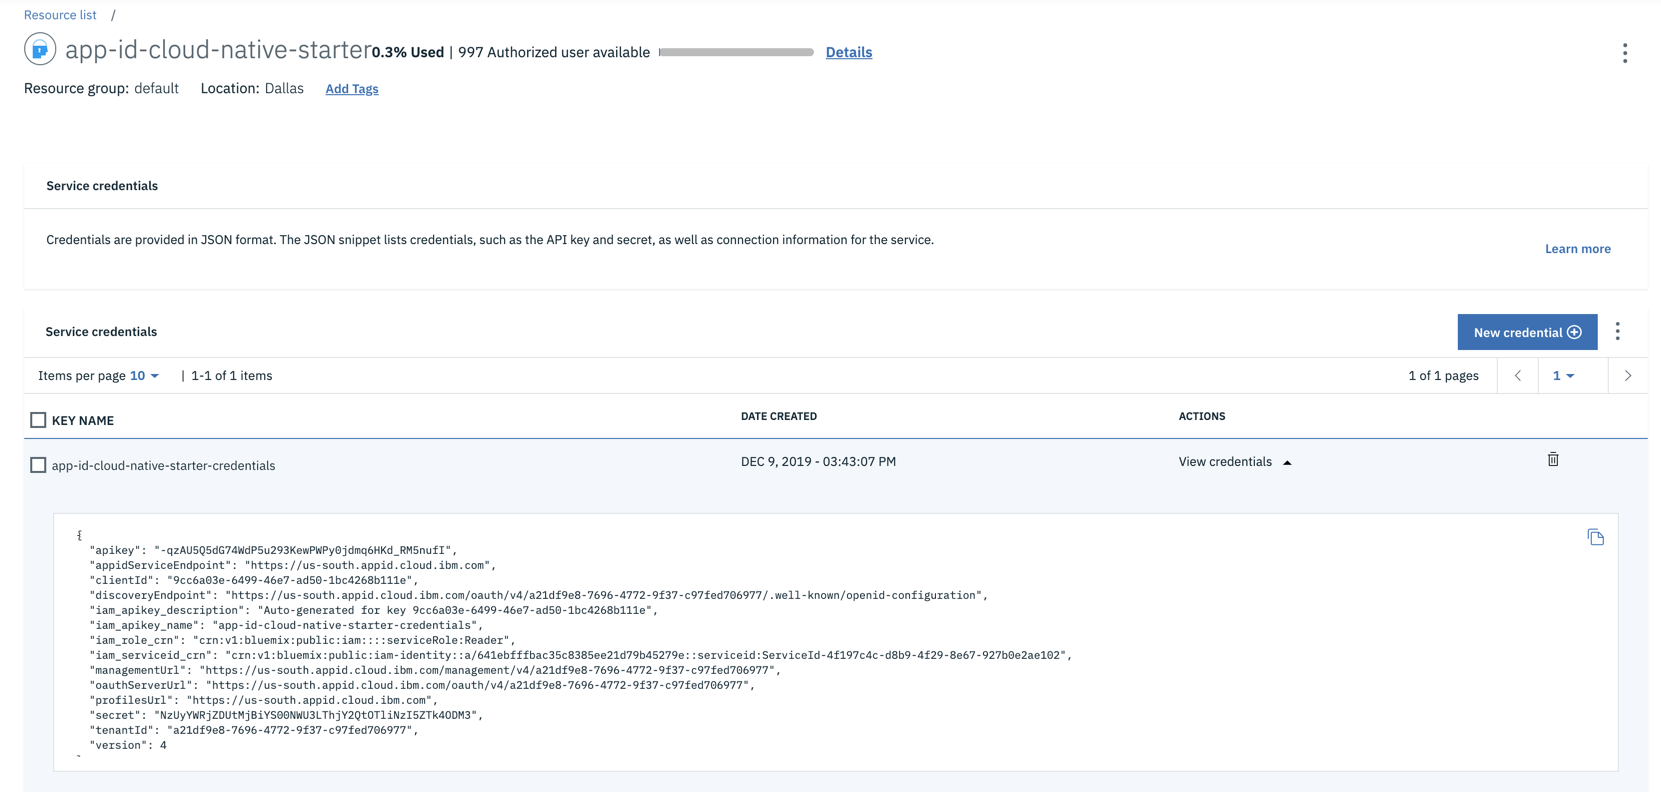 Resource list /
app-id-cloud-native-starter 0.3% Used | 997 Authorized user available Details
Resource group: default Location: Dallas Add Tags
Service credentials
Credentials are provided in JSON format. The JSON snippet lists credentials, such as the API key and secret, as well as connection information for the service.
Learn more
Service credentials
New credential
Items per page 10 | 1-1 of 1 items 1 of 1 pages 1
KEY NAME DATE CREATED ACTIONS
app-id-cloud-native-starter-credentials DEC 9, 2019 - 03:43:07 PM View credentials
{
"apikey": "-qzAU5Q5dG74WdP5u293KewPWPy0jdmq6HKd_RM5nufI",
"appidServiceEndpoint": "https://us-south.appid.cloud.ibm.com",
"clientId": "9cc6a03e-6499-46e7-ad50-1bc4268b111e",
"discoveryEndpoint": "https://us-south.appid.cloud.ibm.com/oauth/v4/a21df9e8-7696-4772-9f37-c97fed706977/.well-known/openid-configuration",
"iam_apikey_description": "Auto-generated for key 9cc6a03e-6499-46e7-ad50-1bc4268b111e",
"iam_apikey_name": "app-id-cloud-native-starter-credentials",
"iam_role_crn": "crn:v1:bluemix:public:iam::::serviceRole:Reader",
"iam_serviceid_crn": "crn:v1:bluemix:public:iam-identity::a/641ebfffbac35c8385ee21d79b45279e::serviceid:ServiceId-4f197c4c-d8b9-4f29-8e67-927b0e2ae102",
"managementUrl": "https://us-south.appid.cloud.ibm.com/management/v4/a21df9e8-7696-4772-9f37-c97fed706977",
"oauthServerUrl": "https://us-south.appid.cloud.ibm.com/oauth/v4/a21df9e8-7696-4772-9f37-c97fed706977",
"profilesUrl": "https://us-south.appid.cloud.ibm.com",
"secret": "NzUyYWRjZDUtMjBiYS00NWU3LThjY2QtOTliNzI5ZTk4ODM3",
"tenantId": "a21df9e8-7696-4772-9f37-c97fed706977",
"version": 4